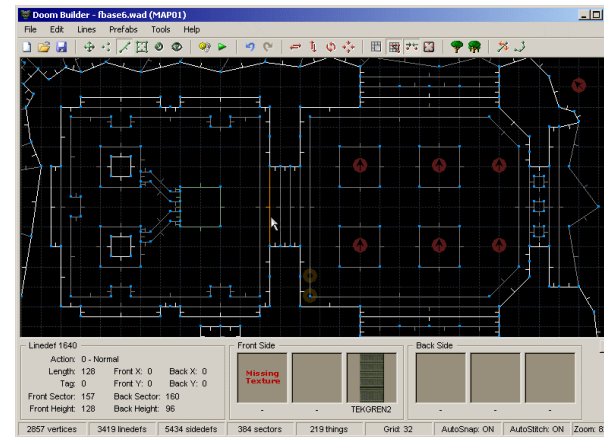 Doom Builder - fbase6.wad (MAP01)
File Edit Lines Prefabs Tools Help
Linedef 1640
Action: 0 - Normal
Length: 128 Front X: 0 Back X: 0
Tag: 0 Front Y: 0 Back Y: 0
Front Sector: 157 Back Sector: 160
Front Height: 128 Back Height: 96
Front Side
Missing
Texture
- - TEKGREN2
Back Side
- - -
2857 vertices 3419 linedefs 5434 sidedefs 384 sectors 219 things Grid: 32 AutoSnap: ON AutoStitch: ON Zoom: 8